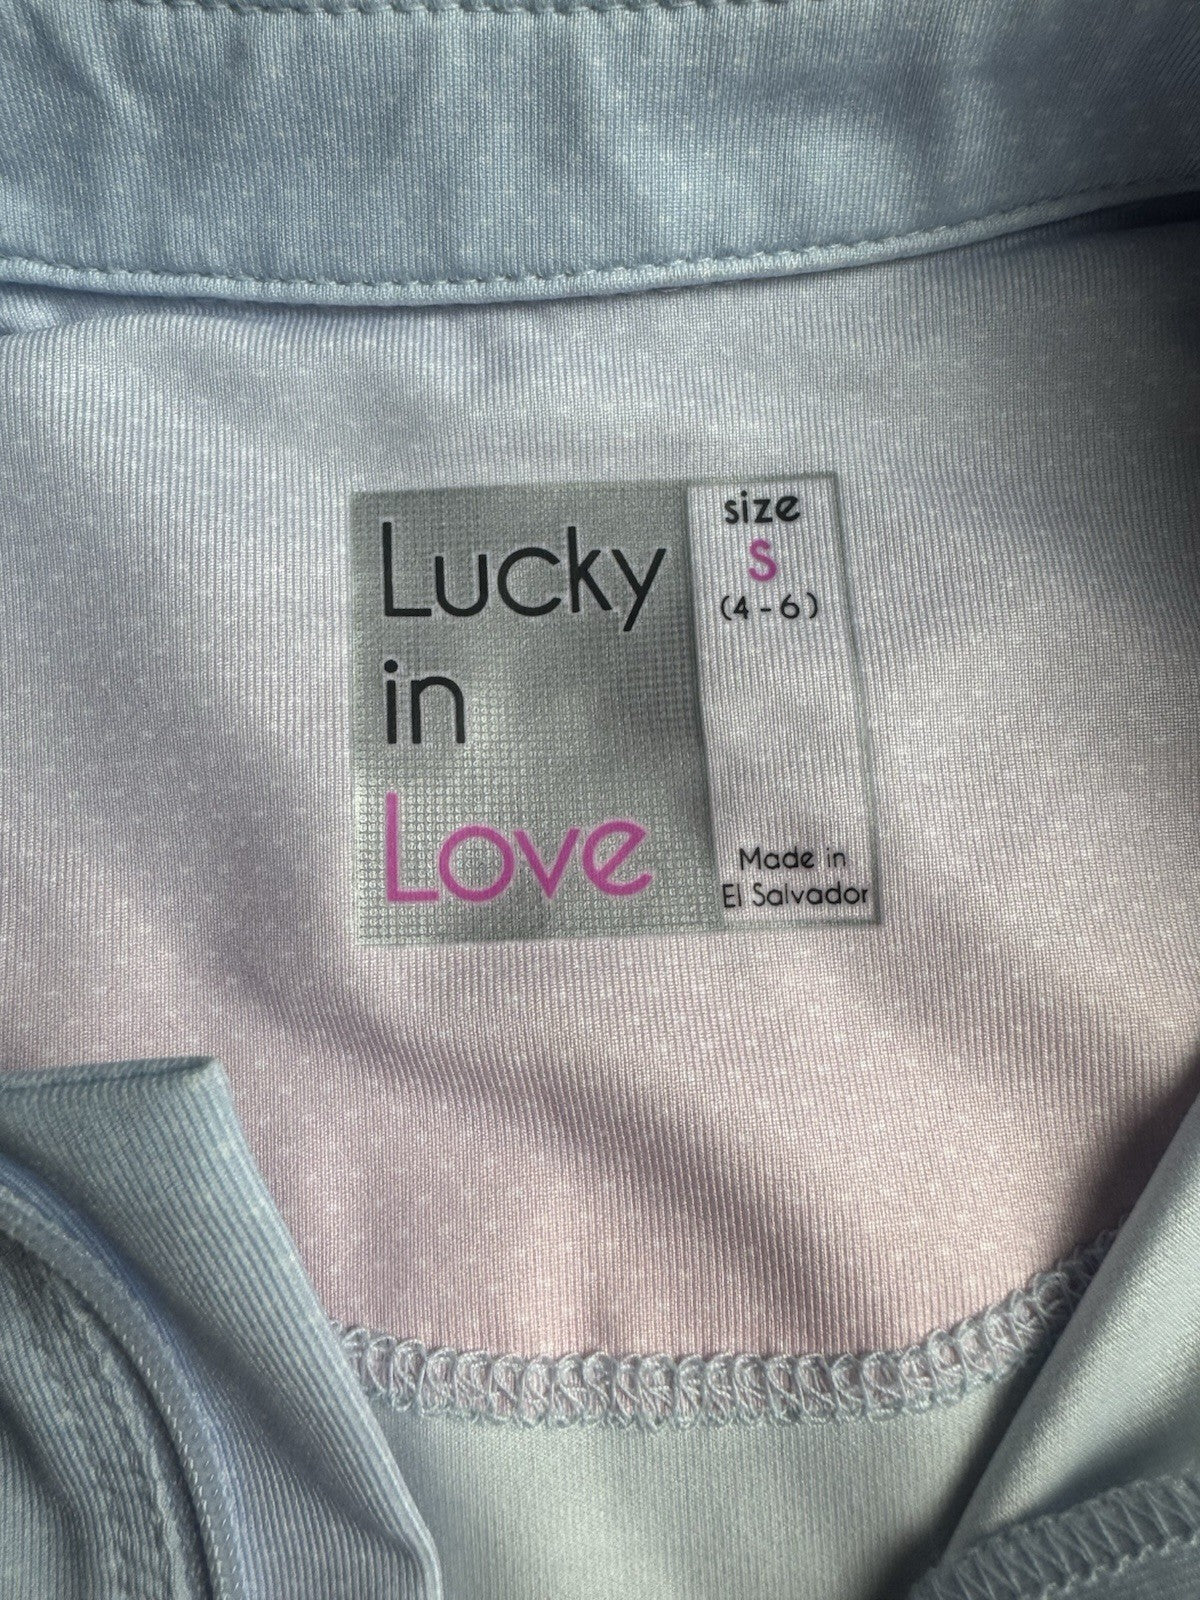 Lucky
in
Love
size
S
(4-6)
Made in
El Salvador